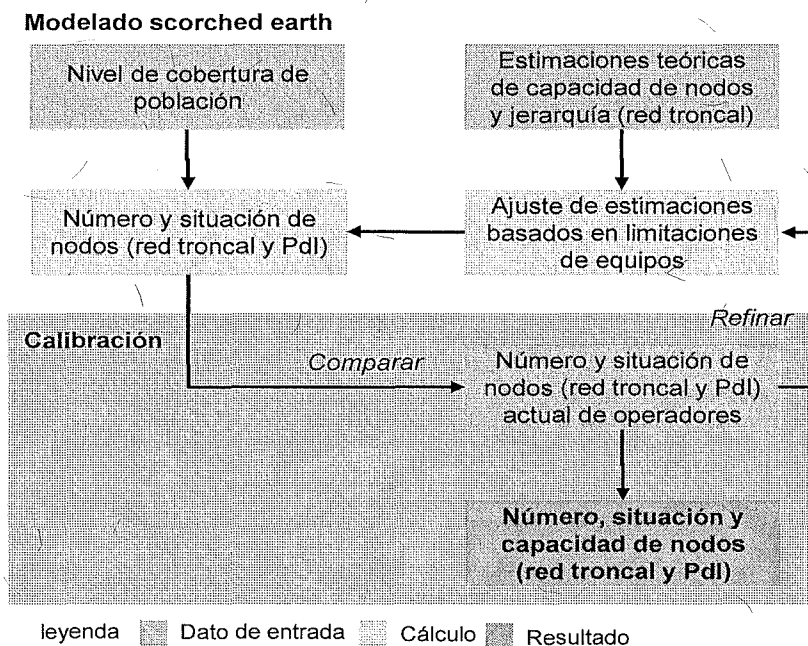 Modelado scorched earth
Nivel de cobertura de
población
Estimaciones teóricas
de capacidad de nodos
y jerarquía (red troncal)
Número y situación de
nodos (red troncal y PdI)
Ajuste de estimaciones
basados en limitaciones
de equipos
Refinar
Calibración
Comparar
Número y situación de
nodos (red troncal y PdI)
actual de operadores
Número, situación y
capacidad de nodos
(red troncal y PdI)
leyenda Dato de entrada Cálculo Resultado